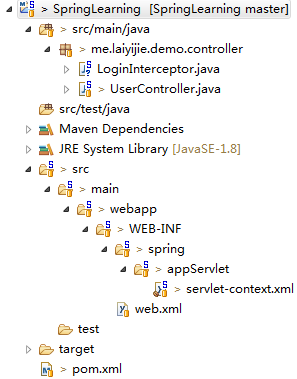 > SpringLearning [SpringLearning master]
> src/main/java
> me.laiyijie.demo.controller
LoginInterceptor.java
> UserController.java
src/test/java
Maven Dependencies
JRE System Library [JavaSE-1.8]
> src
> main
> webapp
> WEB-INF
> spring
> appServlet
> servlet-context.xml
web.xml
test
> target
> pom.xml